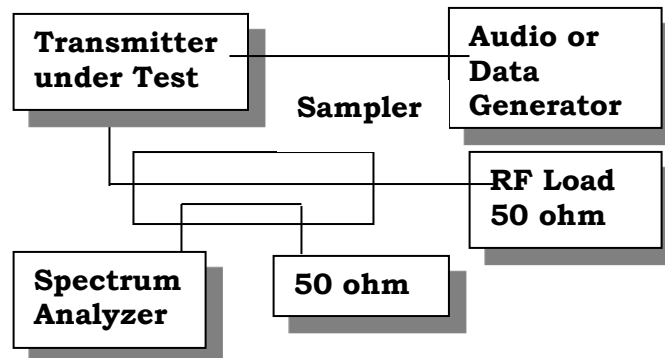 Transmitter
under Test
Audio or
Data
Generator
Sampler
RF Load
50 ohm
Spectrum
Analyzer
50 ohm